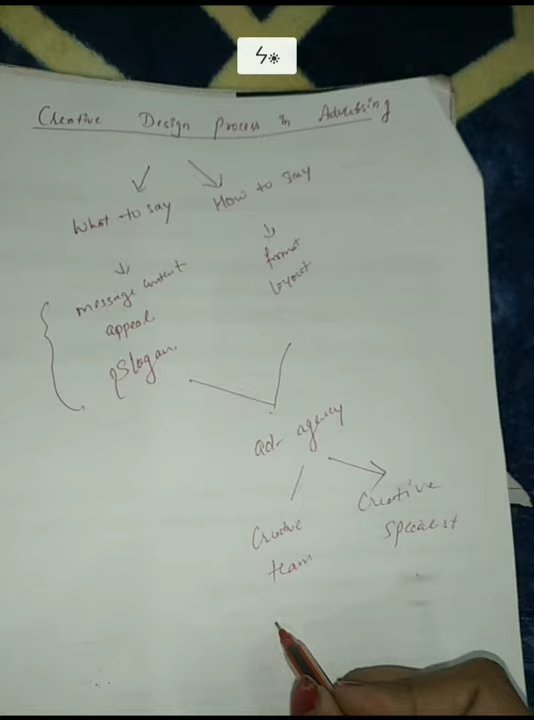 Creative Design Process in Advertising
What to say
How to say
message content
appeal
Slogan
format
layout
ad agency
Creative
team
Creative
Specialist